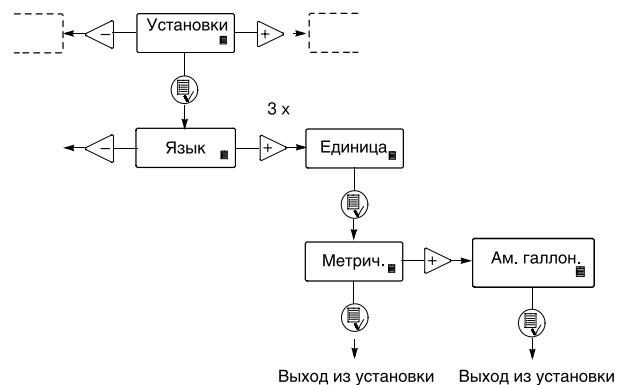 Установки
− +
3 x
− Язык + Единица
Метрич. + Ам. галлон.
Выход из установки Выход из установки